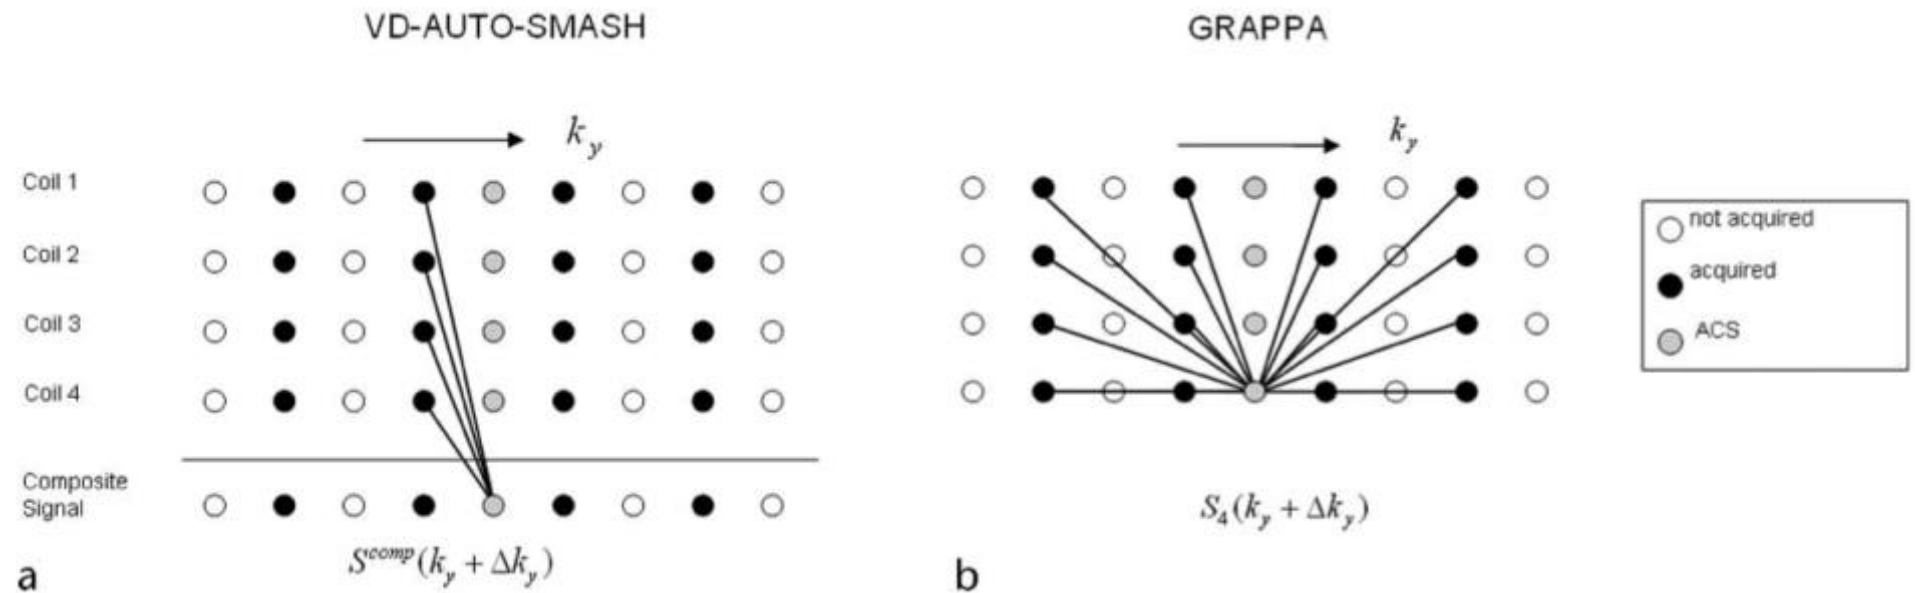 VD-AUTO-SMASH
GRAPPA
k_y
k_y
Coil 1
Coil 2
Coil 3
Coil 4
Composite
Signal
S^{comp}(k_y + Δk_y)
S_4(k_y + Δk_y)
not acquired
acquired
ACS
a
b